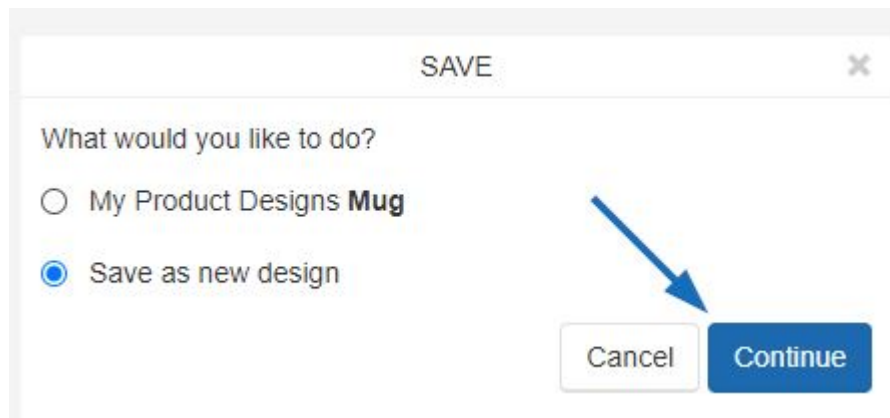 SAVE
What would you like to do?
My Product Designs Mug
Save as new design
Cancel
Continue